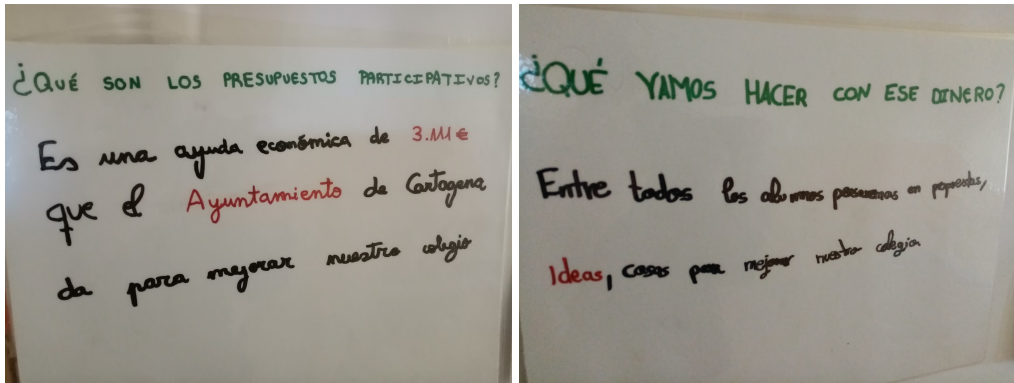 ¿QUÉ SON LOS PRESUPUESTOS PARTICIPATIVOS?
Es una ayuda económica de 3.111 €
que el Ayuntamiento de Cartagena
da para mejorar nuestro colegio
¿QUÉ VAMOS HACER CON ESE DINERO?
Entre todos los alumnos pensaremos en propuestas,
Ideas, cosas para mejorar nuestro colegio